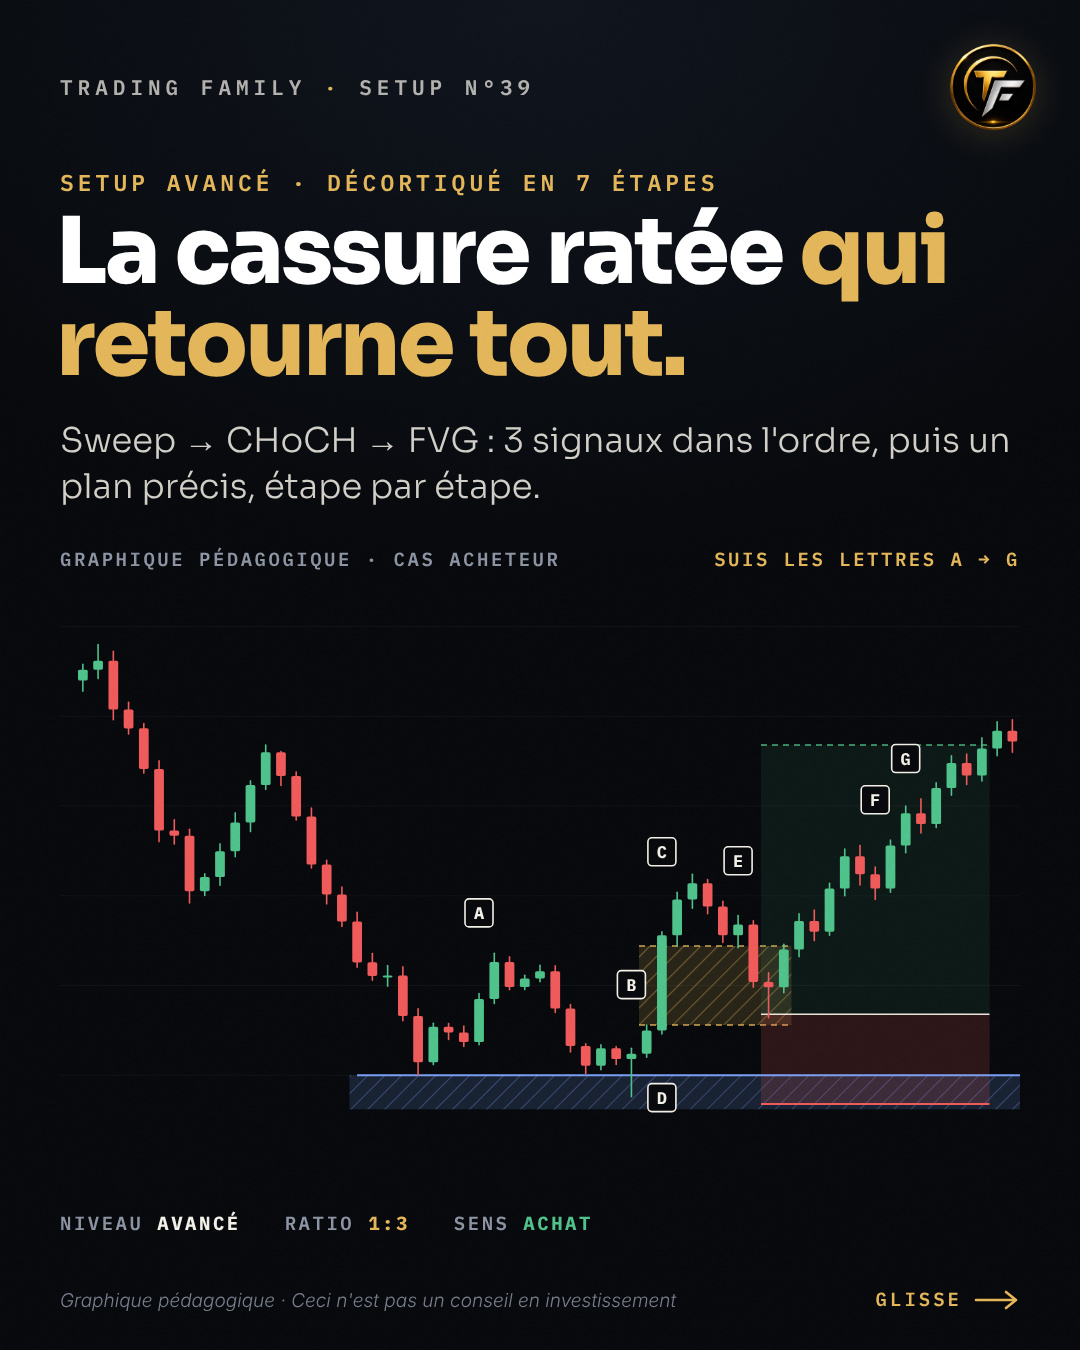 TRADING FAMILY · SETUP N°39
TF
SETUP AVANCÉ · DÉCORTIQUÉ EN 7 ÉTAPES
La cassure ratée qui
retourne tout.
Sweep → CHoCH → FVG : 3 signaux dans l'ordre, puis un
plan précis, étape par étape.
GRAPHIQUE PÉDAGOGIQUE · CAS ACHETEUR
SUIS LES LETTRES A → G
G
F
C
E
A
B
D
NIVEAU AVANCÉ RATIO 1:3 SENS ACHAT
Graphique pédagogique · Ceci n'est pas un conseil en investissement
GLISSE →